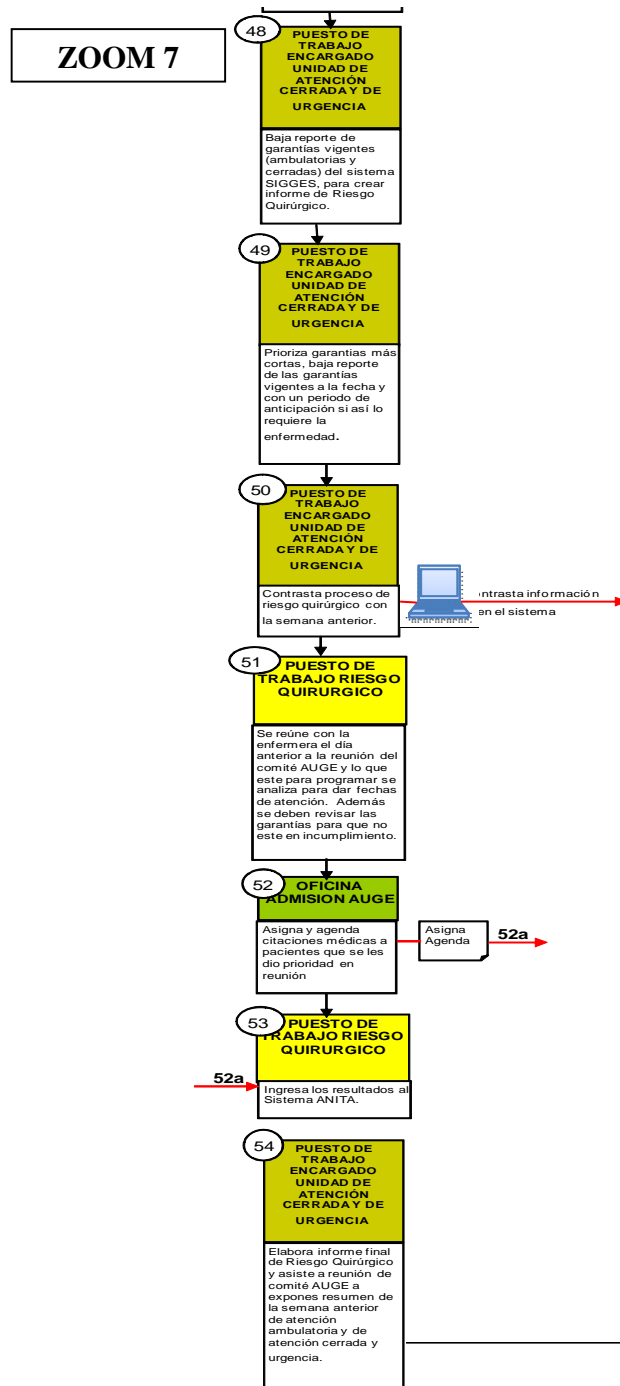 ZOOM 7
48
PUESTO DE
TRABAJO
ENCARGADO
UNIDAD DE
ATENCIÓN
CERRADA Y DE
URGENCIA
Baja reporte de
garantías vigentes
(ambulatorias y
cerradas) del sistema
SIGGES, para crear
informe de Riesgo
Quirúrgico.
49
PUESTO DE
TRABAJO
ENCARGADO
UNIDAD DE
ATENCIÓN
CERRADA Y DE
URGENCIA
Prioriza garantias más
cortas, baja reporte
de las garantías
vigentes a la fecha y
con un periodo de
anticipación si así lo
requiere la
enfermedad.
50
PUESTO DE
TRABAJO
ENCARGADO
UNIDAD DE
ATENCIÓN
CERRADA Y DE
URGENCIA
Contrasta proceso de
riesgo quirúrgico con
la semana anterior.
ntrasta información
en el sistema
51
PUESTO DE
TRABAJO RIESGO
QUIRURGICO
Se reúne con la
enfermera el día
anterior a la reunión del
comité AUGE y lo que
este para programar se
analiza para dar fechas
de atención. Además
se deben revisar las
garantías para que no
este en incumplimiento.
52
OFICINA
ADMISION AUGE
Asigna y agenda
citaciones médicas a
pacientes que se les
dio prioridad en
reunión
Asigna
Agenda
52a
53
PUESTO DE
TRABAJO RIESGO
QUIRURGICO
52a
Ingresa los resultados al
Sistema ANITA.
54
PUESTO DE
TRABAJO
ENCARGADO
UNIDAD DE
ATENCIÓN
CERRADA Y DE
URGENCIA
Elabora informe final
de Riesgo Quirúrgico
y asiste a reunión de
comité AUGE a
expones resumen de
la semana anterior
de atención
ambulatoria y de
atención cerrada y
urgencia.